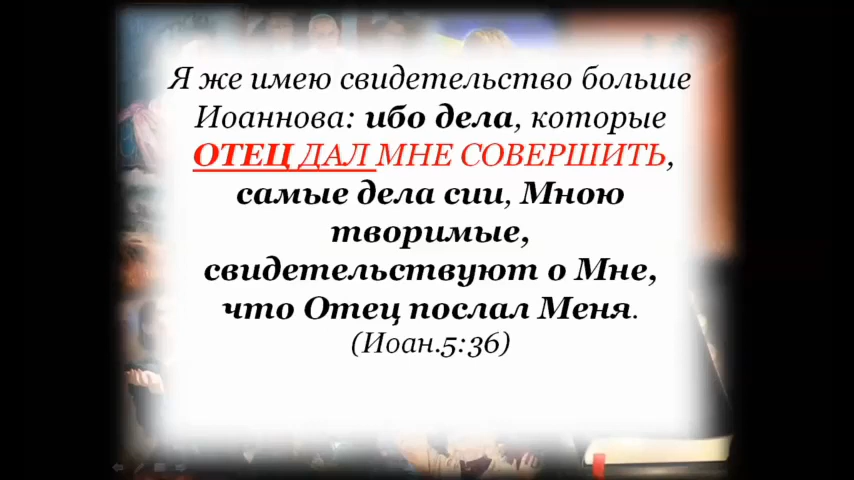 Я же имею свидетельство больше
Иоаннова: ибо дела, которые
ОТЕЦ ДАЛ МНЕ СОВЕРШИТЬ,
самые дела сии, Мною
творимые,
свидетельствуют о Мне,
что Отец послал Меня.
(Иоан.5:36)